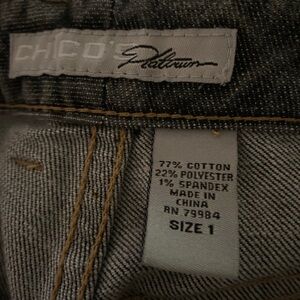 CHICO'S Platinum
77% COTTON
22% POLYESTER
1% SPANDEX
MADE IN
CHINA
RN 79984
SIZE 1